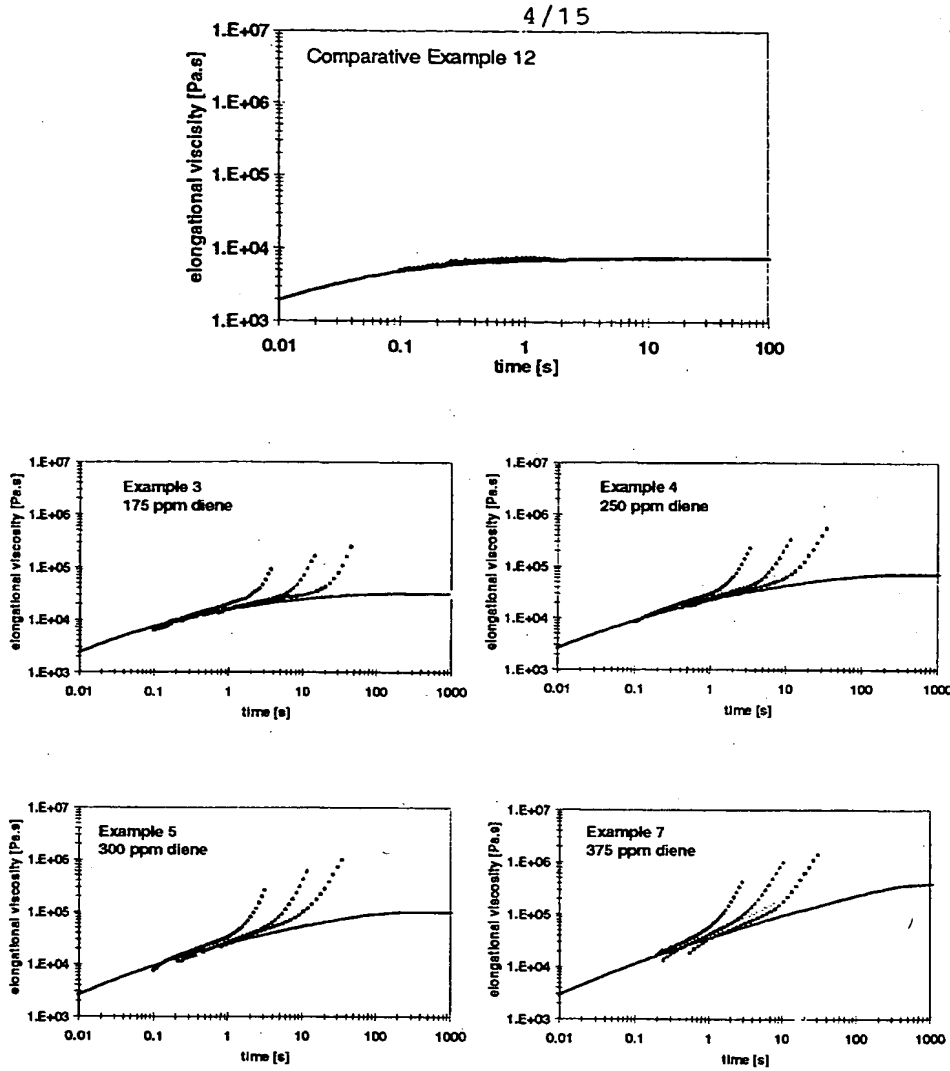 4/15
Comparative Example 12
elongational viscisity [Pa.s]
1.E+07
1.E+06
1.E+05
1.E+04
1.E+03
0.01 0.1 1 10 100
time [s]
Example 3
175 ppm diene
elongational viscosity [Pa.s]
1.E+07
1.E+06
1.E+05
1.E+04
1.E+03
0.01 0.1 1 10 100 1000
time [s]
Example 4
250 ppm diene
elongational viscosity [Pa.s]
1.E+07
1.E+06
1.E+05
1.E+04
1.E+03
0.01 0.1 1 10 100 1000
time [s]
Example 5
300 ppm diene
elongational viscosity [Pa.s]
1.E+07
1.E+06
1.E+05
1.E+04
1.E+03
0.01 0.1 1 10 100 1000
time [s]
Example 7
375 ppm diene
elongational viscosity [Pa.s]
1.E+07
1.E+06
1.E+05
1.E+04
1.E+03
0.01 0.1 1 10 100 1000
time [s]